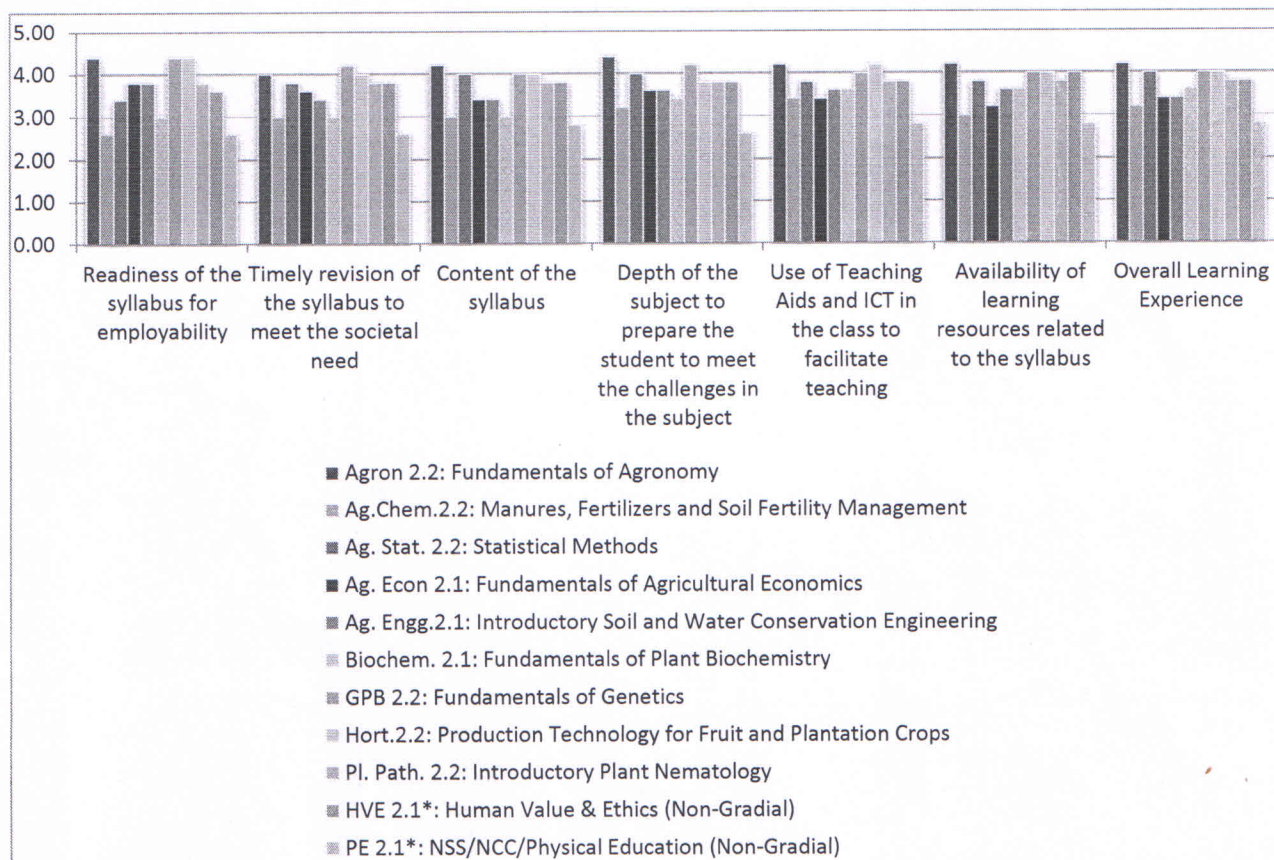 5.00
4.00
3.00
2.00
1.00
0.00
Readiness of the
syllabus for
employability
Timely revision of
the syllabus to
meet the societal
need
Content of the
syllabus
Depth of the
subject to
prepare the
student to meet
the challenges in
the subject
Use of Teaching
Aids and ICT in
the class to
facilitate
teaching
Availability of
learning
resources related
to the syllabus
Overall Learning
Experience
Agron 2.2: Fundamentals of Agronomy
Ag.Chem.2.2: Manures, Fertilizers and Soil Fertility Management
Ag. Stat. 2.2: Statistical Methods
Ag. Econ 2.1: Fundamentals of Agricultural Economics
Ag. Engg.2.1: Introductory Soil and Water Conservation Engineering
Biochem. 2.1: Fundamentals of Plant Biochemistry
GPB 2.2: Fundamentals of Genetics
Hort.2.2: Production Technology for Fruit and Plantation Crops
Pl. Path. 2.2: Introductory Plant Nematology
HVE 2.1*: Human Value & Ethics (Non-Gradial)
PE 2.1*: NSS/NCC/Physical Education (Non-Gradial)